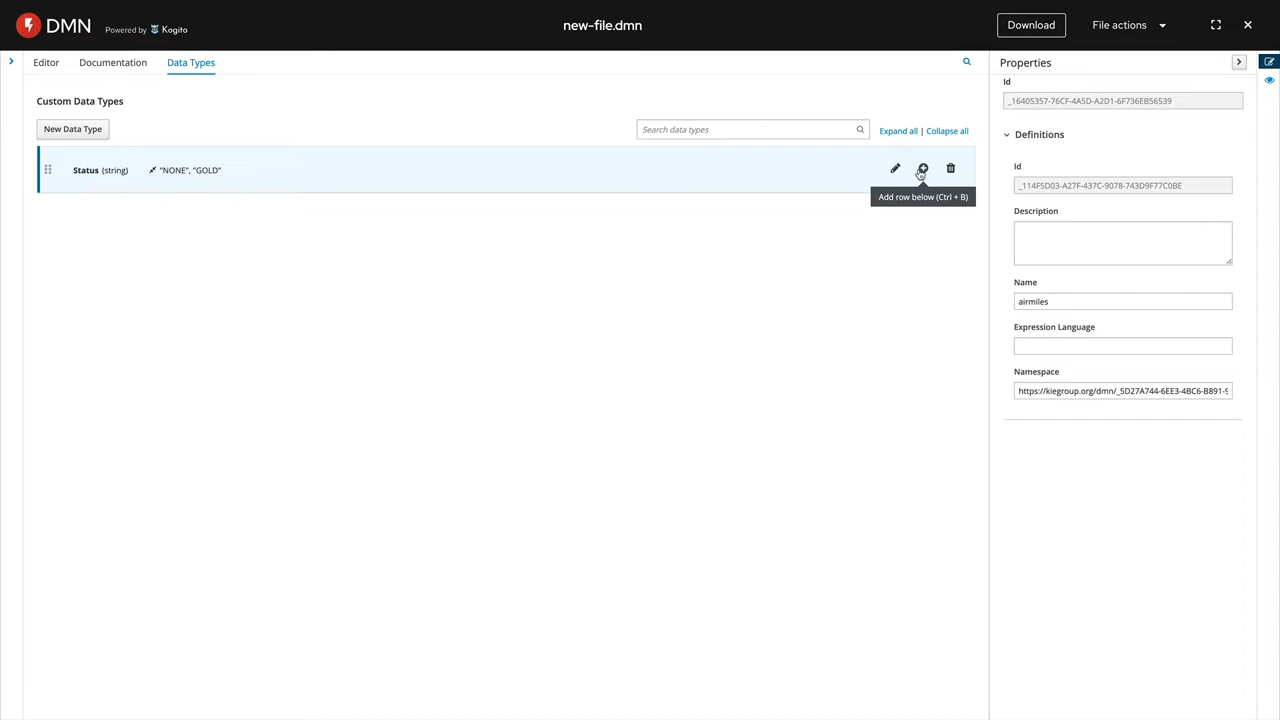 DMN Powered by Kogito
new-file.dmn
Download
File actions
Editor
Documentation
Data Types
Properties
Id
_16405357-76CF-4A5D-A2D1-6F736EB56539
Custom Data Types
New Data Type
Search data types
Expand all | Collapse all
Definitions
Status (string)
"NONE", "GOLD"
Add row below (Ctrl + B)
Id
_114F5D03-A27F-437C-9078-743D9F77C0BE
Description
Name
airmiles
Expression Language
Namespace
https://kiegroup.org/dmn/_5D27A744-6EE3-4BC6-B891-9